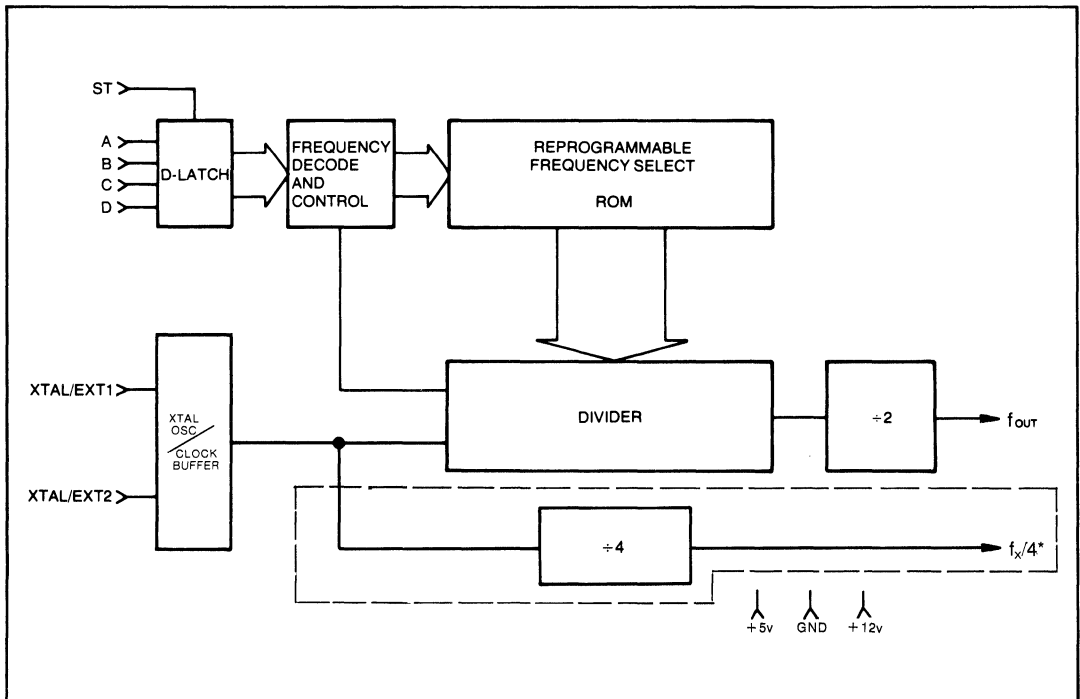 ST
A
B
C
D
D-LATCH
FREQUENCY
DECODE
AND
CONTROL
REPROGRAMMABLE
FREQUENCY SELECT
ROM
XTAL/EXT1
XTAL/EXT2
XTAL
OSC
CLOCK
BUFFER
DIVIDER
÷2
fOUT
÷4
fx/4*
+5v
GND
+12v